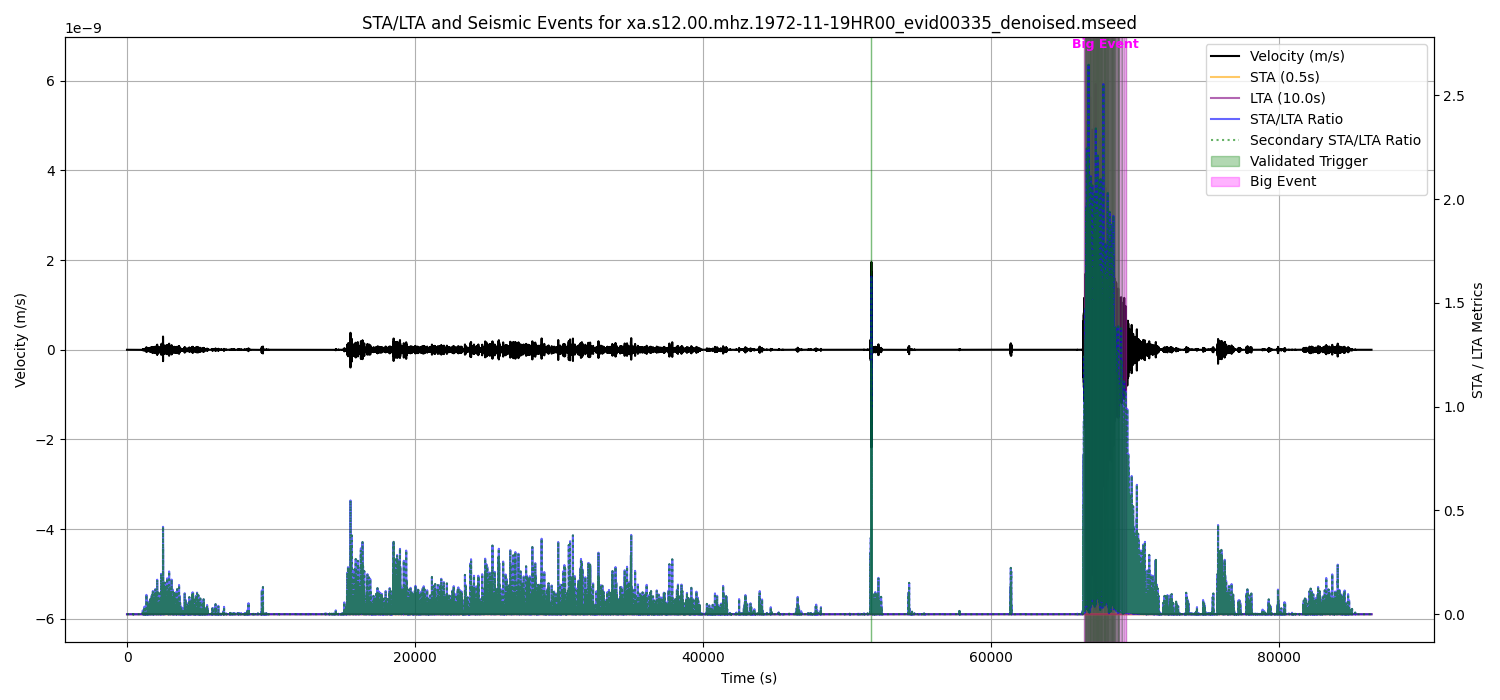 STA/LTA and Seismic Events for xa.s12.00.mhz.1972-11-19HR00_evid00335_denoised.mseed
1e−9
Big Event
Velocity (m/s)
STA (0.5s)
LTA (10.0s)
STA/LTA Ratio
Secondary STA/LTA Ratio
Validated Trigger
Big Event
6
4
2
0
−2
−4
−6
Velocity (m/s)
2.5
2.0
1.5
1.0
0.5
0.0
STA / LTA Metrics
0
20000
40000
60000
80000
Time (s)